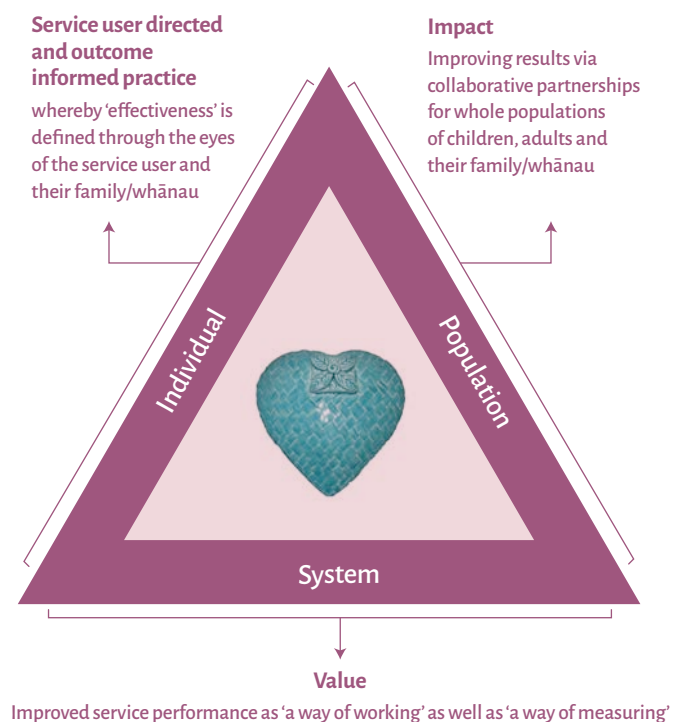 Service user directed
and outcome
informed practice
whereby ‘effectiveness’ is
defined through the eyes
of the service user and
their family/whānau
Impact
Improving results via
collaborative partnerships
for whole populations
of children, adults and
their family/whānau
Individual
Population
System
Value
Improved service performance as ‘a way of working’ as well as ‘a way of measuring’